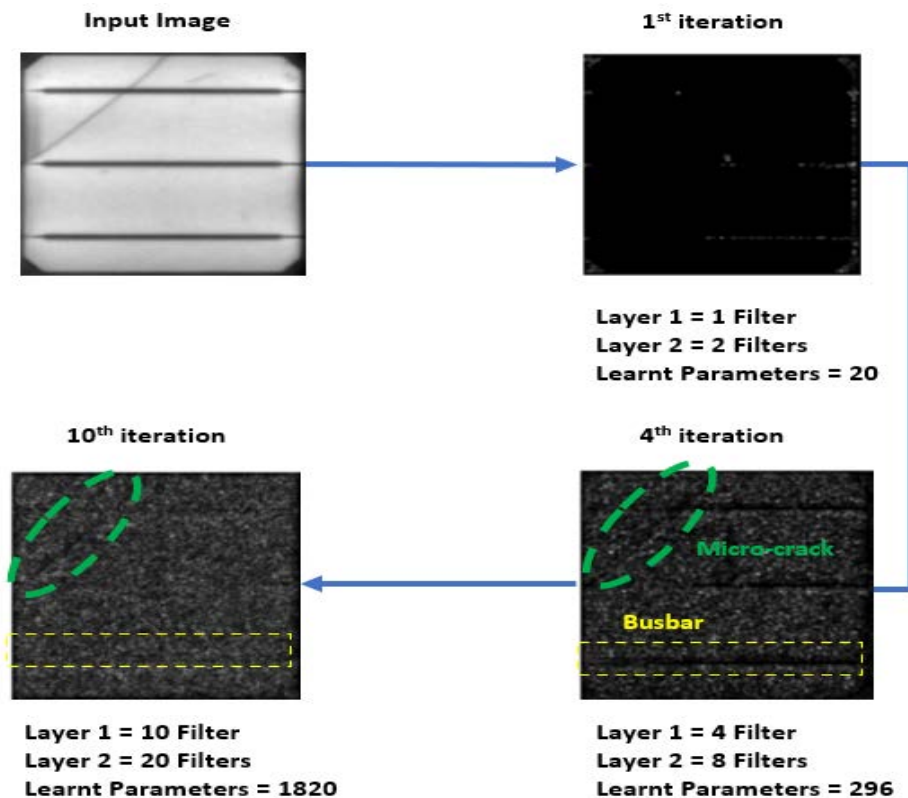 Input Image
1st iteration
Layer 1 = 1 Filter
Layer 2 = 2 Filters
Learnt Parameters = 20
10th iteration
4th iteration
Micro-crack
Busbar
Layer 1 = 10 Filter
Layer 2 = 20 Filters
Learnt Parameters = 1820
Layer 1 = 4 Filter
Layer 2 = 8 Filters
Learnt Parameters = 296